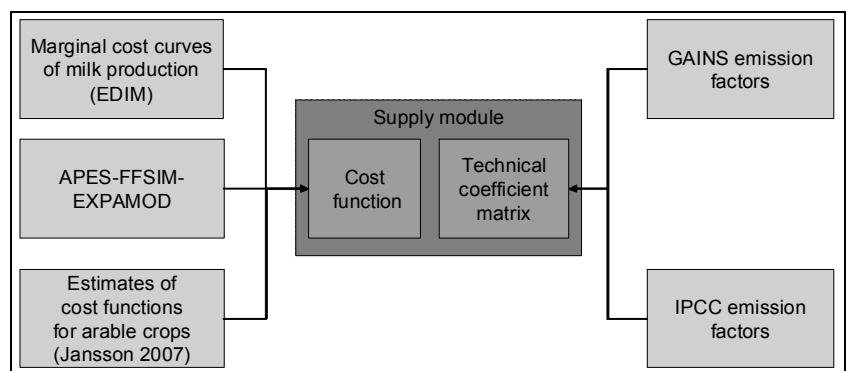 Marginal cost curves
of milk production
(EDIM)
APES-FFSIM-
EXPAMOD
Estimates of
cost functions
for arable crops
(Jansson 2007)
Supply module
Cost
function
Technical
coefficient
matrix
GAINS emission
factors
IPCC emission
factors